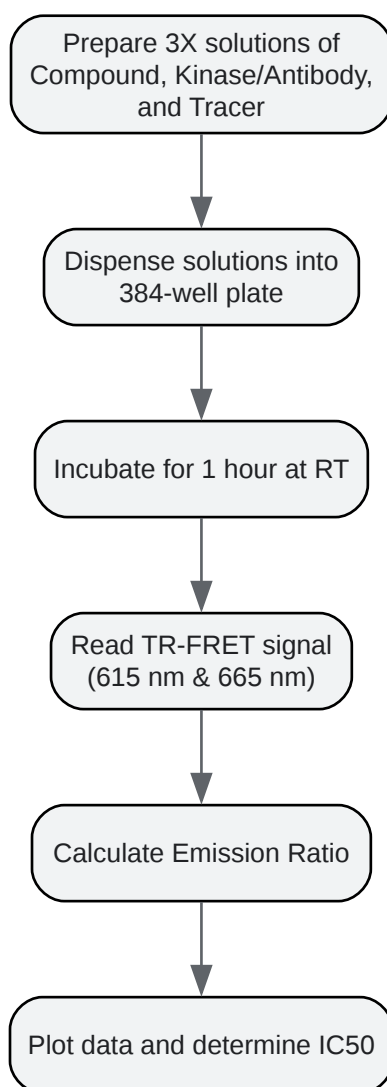 Prepare 3X solutions of
Compound, Kinase/Antibody,
and Tracer
Dispense solutions into
384-well plate
Incubate for 1 hour at RT
Read TR-FRET signal
(615 nm & 665 nm)
Calculate Emission Ratio
Plot data and determine IC50